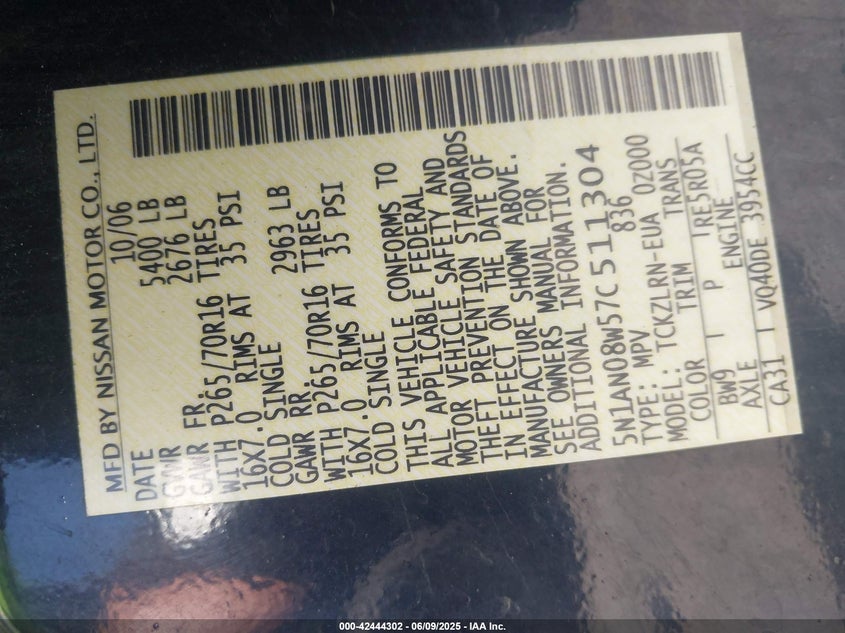 MFD BY NISSAN MOTOR CO., LTD.
DATE 10/06
GVWR 5400 LB
GAWR FR. 2676 LB
WITH P265/70R16 TIRES
16X7.0 RIMS AT 35 PSI
COLD SINGLE
GAWR RR. 2963 LB
WITH P265/70R16 TIRES
16X7.0 RIMS AT 35 PSI
COLD SINGLE
THIS VEHICLE CONFORMS TO
ALL APPLICABLE FEDERAL
MOTOR VEHICLE SAFETY AND
THEFT PREVENTION STANDARDS
IN EFFECT ON THE DATE OF
MANUFACTURE SHOWN ABOVE.
SEE OWNERS MANUAL FOR
ADDITIONAL INFORMATION.
5N1AN08W57C511304
TYPE: MPV 836
MODEL: TCKZLRN-EUA 0Z000
COLOR TRIM TRANS
BW9 P RE5R05A
AXLE ENGINE
CA31 VQ40DE 3954CC
000-42444302 - 06/09/2025 - IAA Inc.